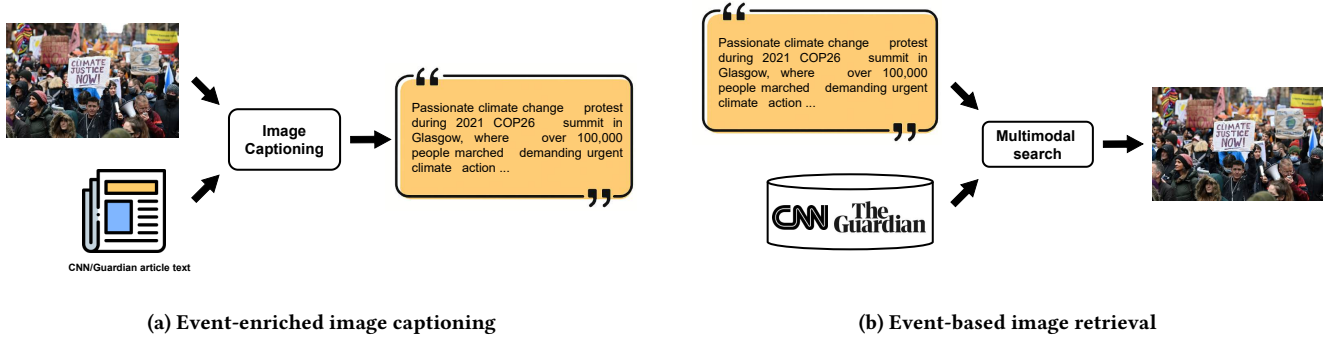 CLIMATE
JUSTICE
NOW!
CNN/Guardian article text
Image
Captioning
“
Passionate climate change protest
during 2021 COP26 summit in
Glasgow, where over 100,000
people marched demanding urgent
climate action ...
”
(a) Event-enriched image captioning
“
Passionate climate change protest
during 2021 COP26 summit in
Glasgow, where over 100,000
people marched demanding urgent
climate action ...
”
CNN
The
Guardian
Multimodal
search
CLIMATE
JUSTICE
NOW!
(b) Event-based image retrieval